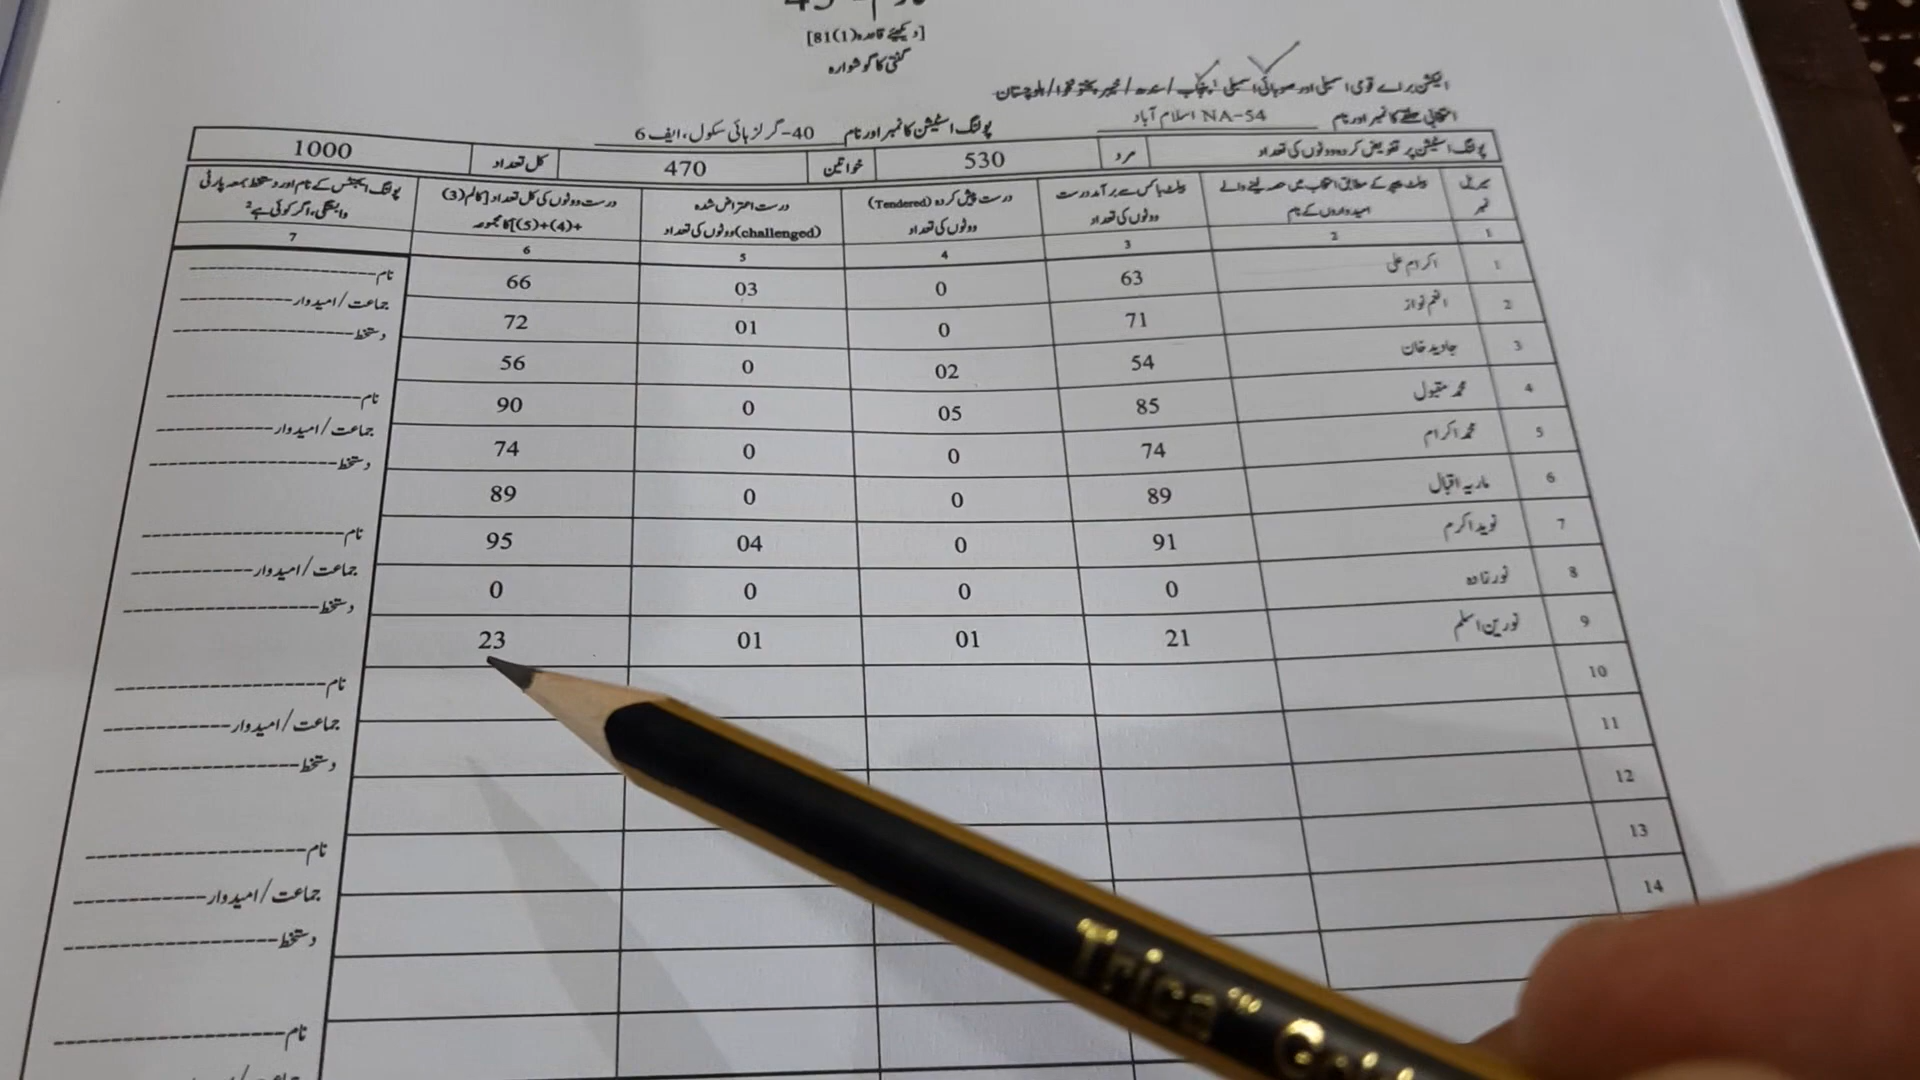 [دیکھئے قاعدہ 81(1)]
گنتی کا گوشوارہ
الیکشن برائے قومی اسمبلی اور صوبائی اسمبلی پنجاب / سندھ / خیبر پختونخوا / بلوچستان
انتخابی حلقے کا نمبر اور نام NA-54 اسلام آباد پولنگ اسٹیشن کا نمبر اور نام 40-گرلز ہائی سکول، ایف 6
پولنگ اسٹیشن پر تفویض کردہ ووٹوں کی تعداد مرد 530 خواتین 470 کل تعداد 1000
سیریل نمبر
بیلٹ پیپر کے مطابق انتخاب میں حصہ لینے والے امیدواروں کے نام
بیلٹ باکس سے برآمد درست ووٹوں کی تعداد
درست پیش کردہ (Tendered) ووٹوں کی تعداد
درست اعتراض شدہ (challenged) ووٹوں کی تعداد
درست ووٹوں کی کل تعداد [کالم (3)+(4)+(5) کا مجموعہ]
پولنگ ایجنٹس کے نام اور دستخط بمعہ پارٹی وابستگی، اگر کوئی ہے 2
1 2 3 4 5 6 7
1 اکرام علی 63 0 03 66
2 انعم نواز 71 0 01 72
3 جاوید خان 54 02 0 56
4 محمد مقبول 85 05 0 90
5 محمد اکرام 74 0 0 74
6 ماریہ اقبال 89 0 0 89
7 نوید اکرم 91 0 04 95
8 نور 0 0 0 0
9 نورین اسلم 21 01 01 23
10
11
12
13
14
نام
جماعت/امیدوار
دستخط
نام
جماعت/امیدوار
دستخط
نام
جماعت/امیدوار
دستخط
نام
جماعت/امیدوار
دستخط
نام
جماعت/امیدوار
دستخط
نام
جماعت/امیدوار
Trica